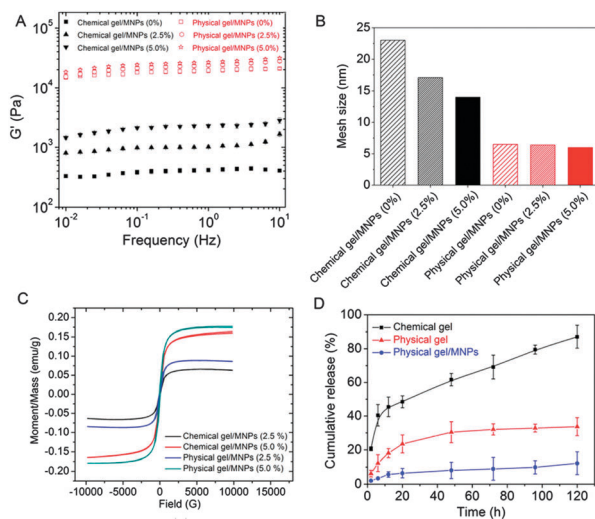 A
Chemical gel/MNPs (0%) Physical gel/MNPs (0%)
Chemical gel/MNPs (2.5%) Physical gel/MNPs (2.5%)
Chemical gel/MNPs (5.0%) Physical gel/MNPs (5.0%)
G' (Pa)
10⁵
10⁴
10³
10²
10⁻² 10⁻¹ 10⁰ 10¹
Frequency (Hz)
B
Mesh size (nm)
25
20
15
10
5
0
Chemical gel/MNPs (0%)
Chemical gel/MNPs (2.5%)
Chemical gel/MNPs (5.0%)
Physical gel/MNPs (0%)
Physical gel/MNPs (2.5%)
Physical gel/MNPs (5.0%)
C
Moment/Mass (emu/g)
0.20
0.15
0.10
0.05
0.00
-0.05
-0.10
-0.15
-0.20
Chemical gel/MNPs (2.5 %)
Chemical gel/MNPs (5.0 %)
Physical gel/MNPs (2.5 %)
Physical gel/MNPs (5.0 %)
-10000 -5000 0 5000 10000 15000
Field (G)
D
Cumulative release (%)
100
80
60
40
20
0
Chemical gel
Physical gel
Physical gel/MNPs
0 20 40 60 80 100 120
Time (h)